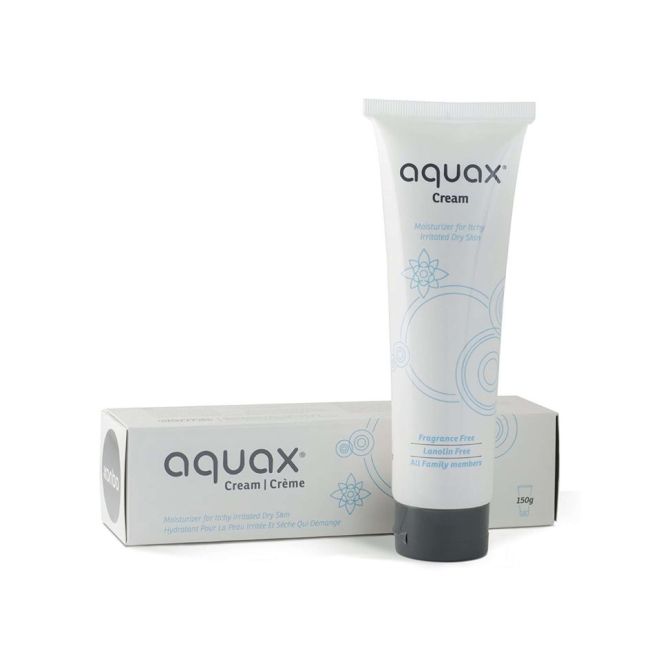 aquax®
Cream
Moisturizer for Itchy
Irritated Dry Skin
Fragrance Free
Lanolin Free
All Family members
aquax®
Cream | Crème
Moisturizer for Itchy Irritated Dry Skin
Hydratant Pour La Peau Irritée Et Sèche Qui Démange
150g